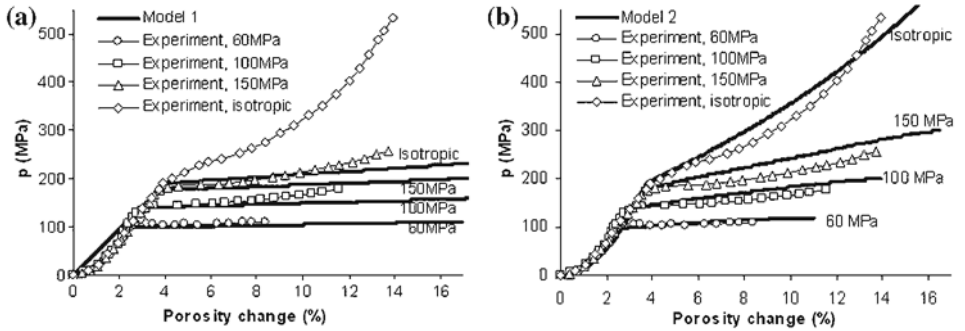 (a)
Model 1
Experiment, 60MPa
Experiment, 100MPa
Experiment, 150MPa
Experiment, isotropic
500
400
300
200
100
0
p (MPa)
Isotropic
150MPa
100MPa
60MPa
0 2 4 6 8 10 12 14 16
Porosity change (%)
(b)
Model 2
Experiment, 60MPa
Experiment, 100MPa
Experiment, 150MPa
Experiment, isotropic
500
400
300
200
100
0
p (MPa)
Isotropic
150 MPa
100 MPa
60 MPa
0 2 4 6 8 10 12 14 16
Porosity change (%)